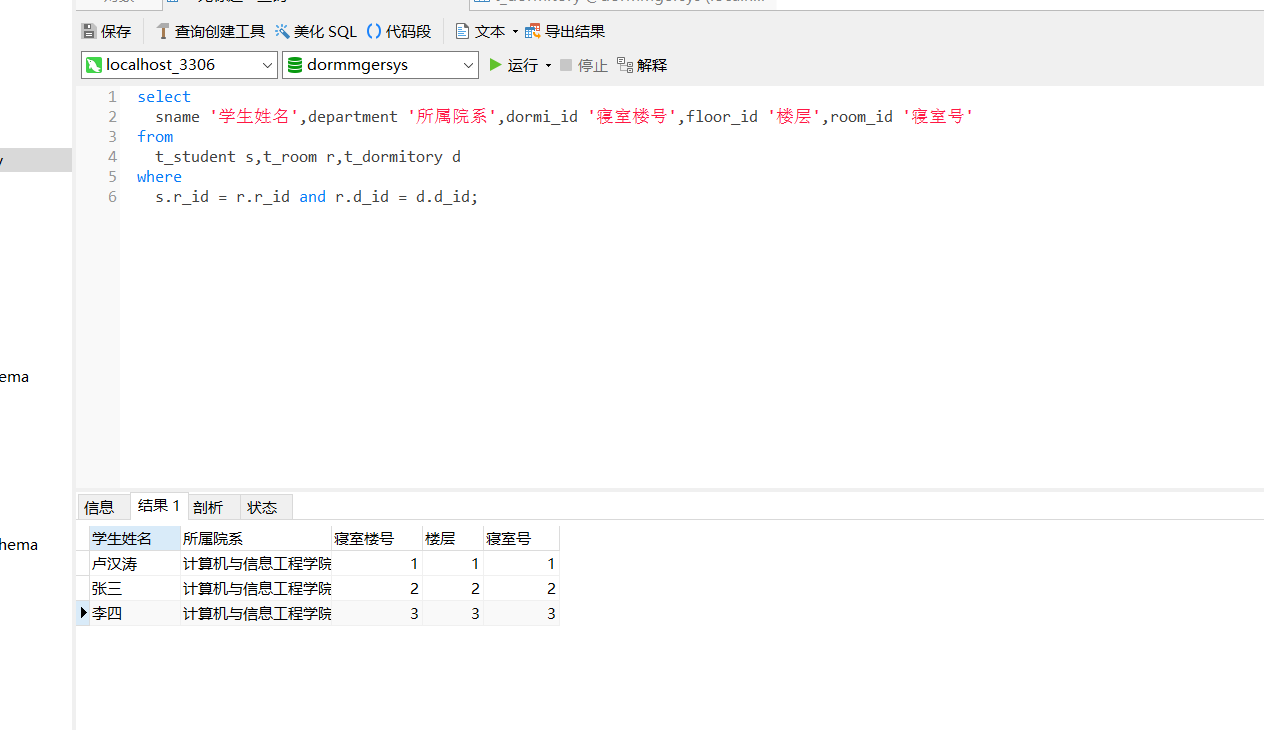 保存 查询创建工具 美化 SQL 代码段 文本 导出结果
localhost_3306 dormmgersys 运行 停止 解释
1 select
2 sname '学生姓名',department '所属院系',dormi_id '寝室楼号',floor_id '楼层',room_id '寝室号'
3 from
4 t_student s,t_room r,t_dormitory d
5 where
6 s.r_id = r.r_id and r.d_id = d.d_id;
ema
hema
信息 结果 1 剖析 状态
学生姓名 所属院系 寝室楼号 楼层 寝室号
卢汉涛 计算机与信息工程学院 1 1 1
张三 计算机与信息工程学院 2 2 2
李四 计算机与信息工程学院 3 3 3